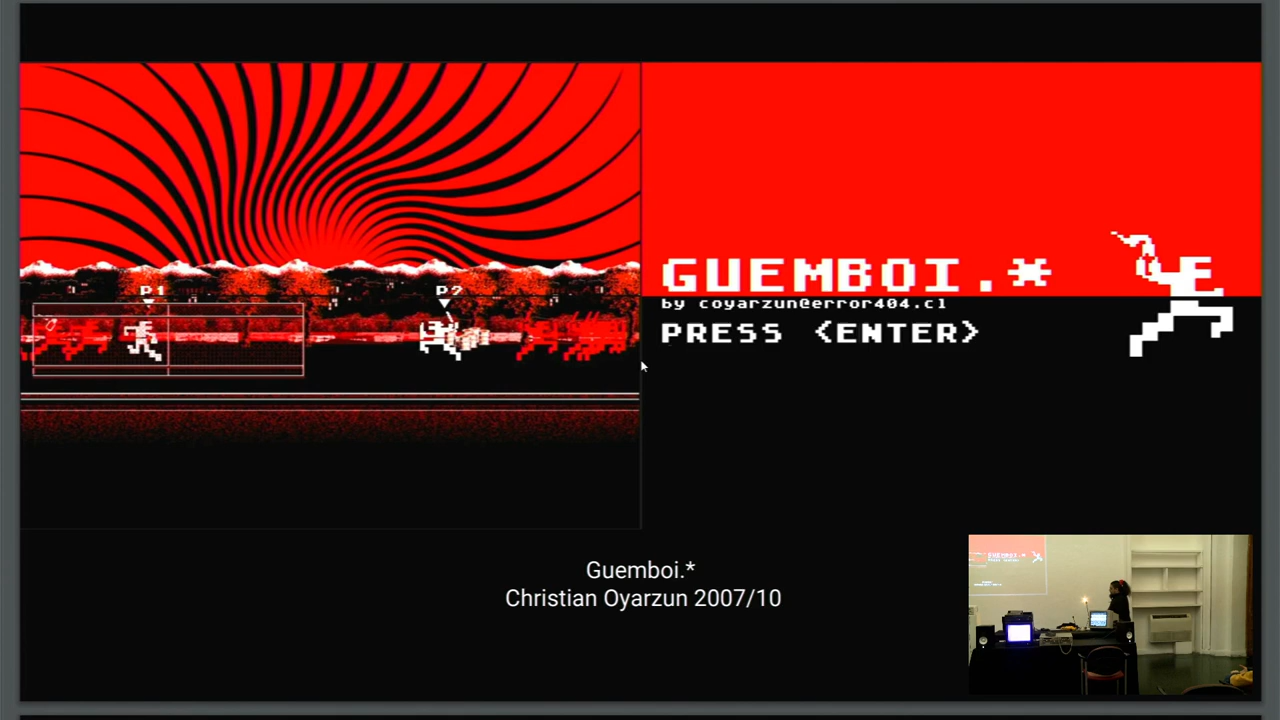 P1
P2
GUEMBOI.*
by coyarzun@error404.cl
PRESS <ENTER>
Guemboi.*
Christian Oyarzun 2007/10